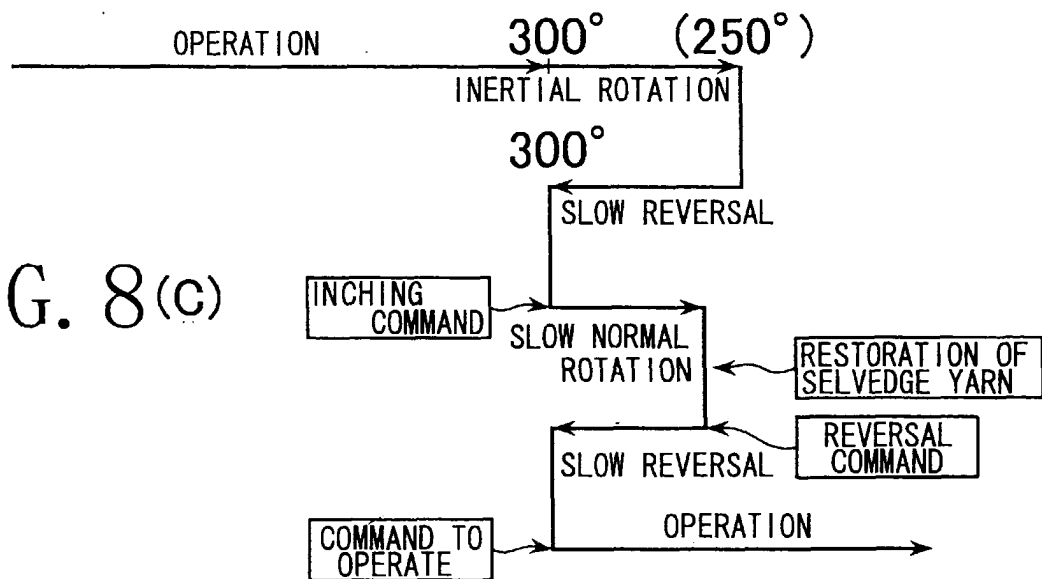 OPERATION
300° (250°)
INERTIAL ROTATION
300°
SLOW REVERSAL
G. 8(C)
INCHING
COMMAND
SLOW NORMAL
ROTATION
RESTORATION OF
SELVEDGE YARN
SLOW REVERSAL
REVERSAL
COMMAND
COMMAND TO
OPERATE
OPERATION